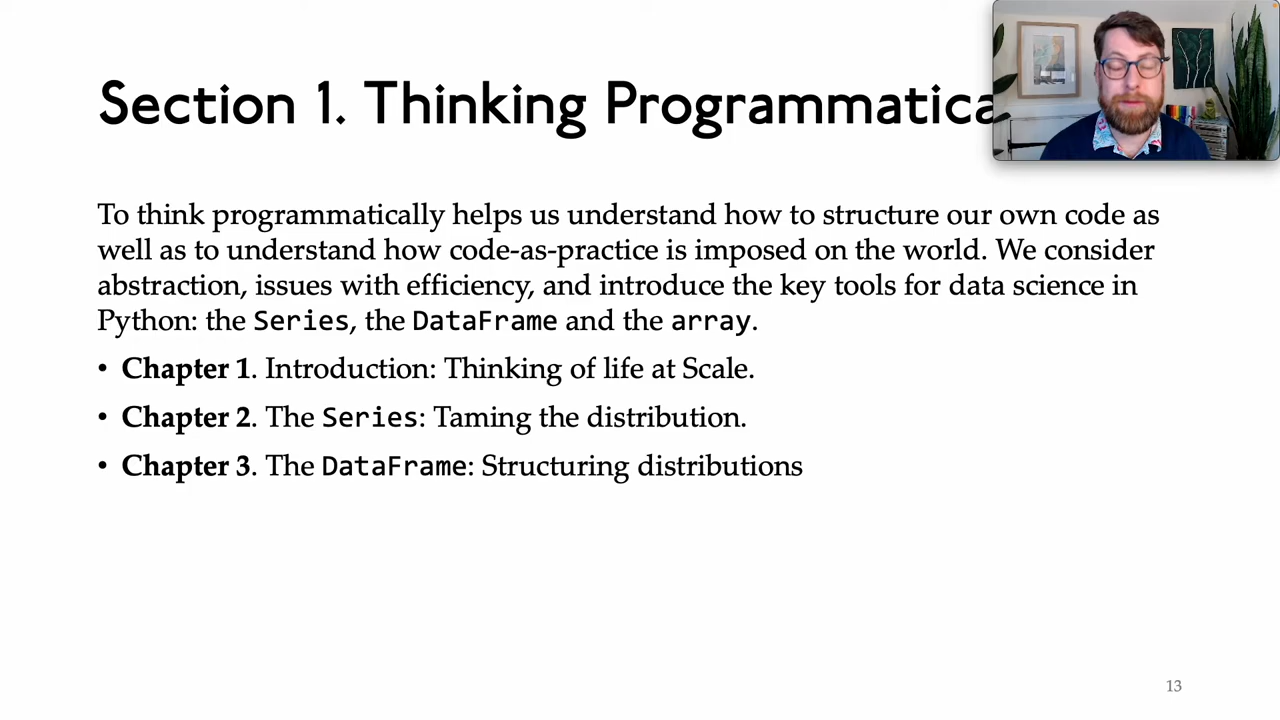 Section 1. Thinking Programmatica
To think programmatically helps us understand how to structure our own code as
well as to understand how code-as-practice is imposed on the world. We consider
abstraction, issues with efficiency, and introduce the key tools for data science in
Python: the Series, the DataFrame and the array.
• Chapter 1. Introduction: Thinking of life at Scale.
• Chapter 2. The Series: Taming the distribution.
• Chapter 3. The DataFrame: Structuring distributions
13